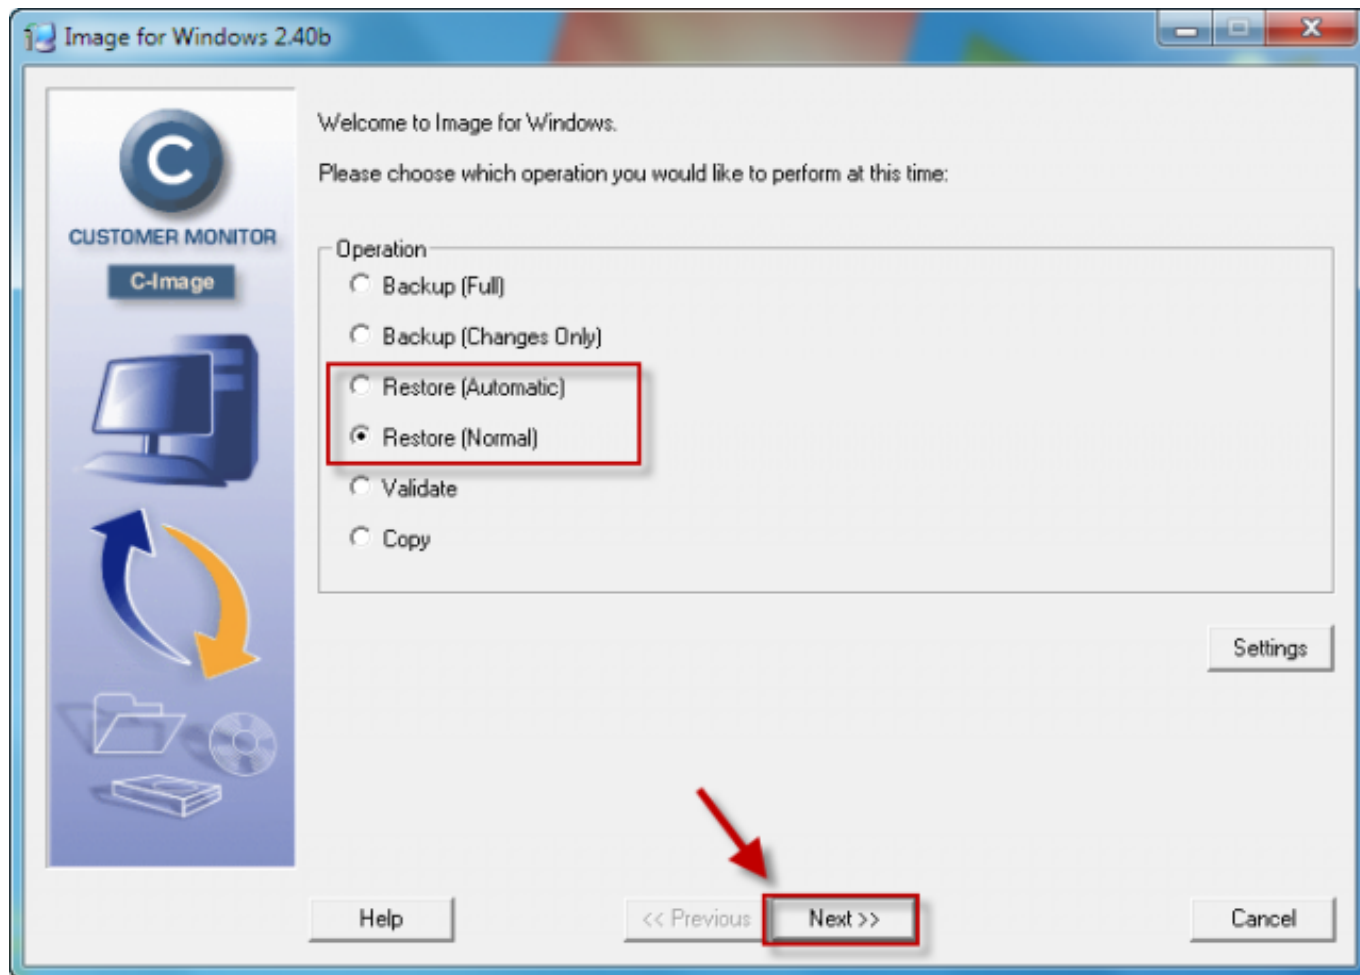 Image for Windows 2.40b
C
CUSTOMER MONITOR
C-Image
Welcome to Image for Windows.
Please choose which operation you would like to perform at this time:
Operation
Backup (Full)
Backup (Changes Only)
Restore (Automatic)
Restore (Normal)
Validate
Copy
Settings
Help
<< Previous
Next >>
Cancel